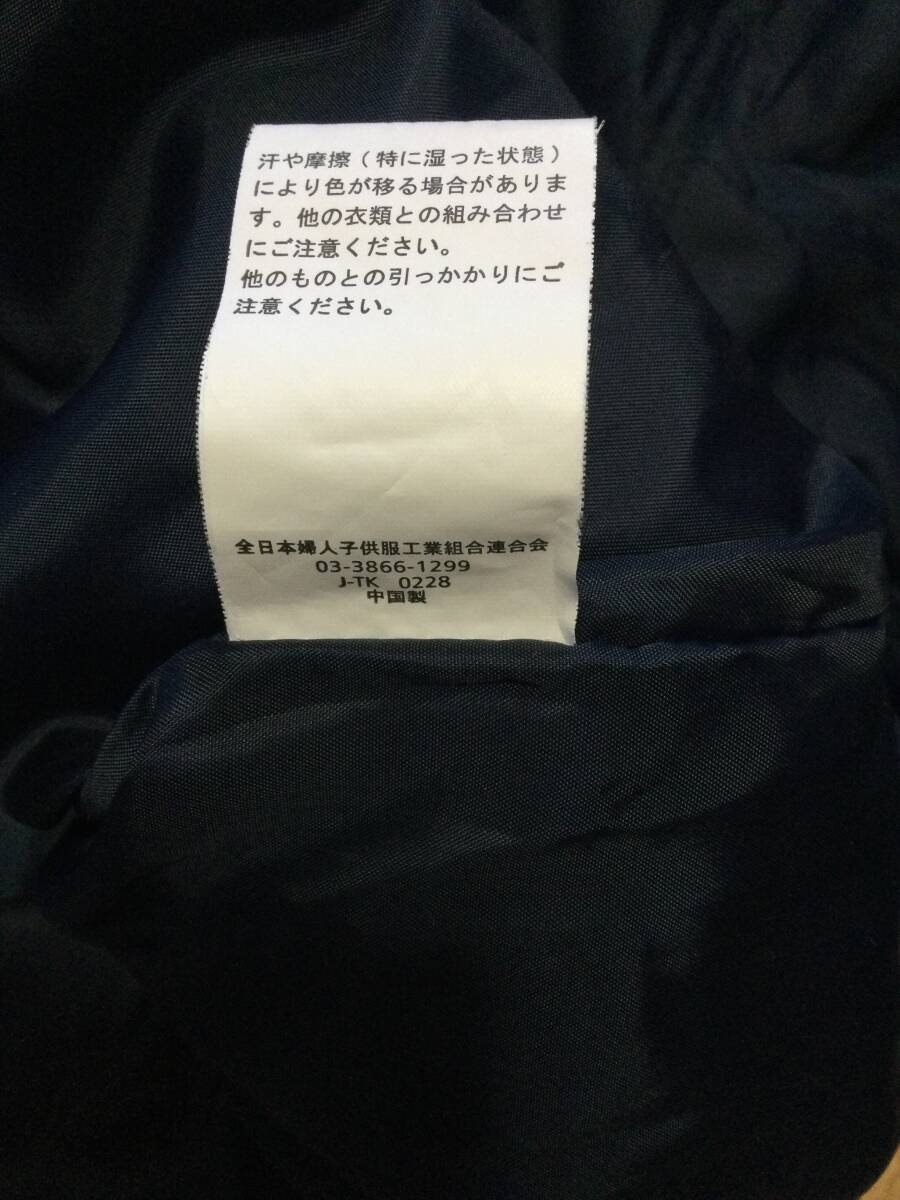 汗や摩擦(特に湿った状態)
により色が移る場合がありま
す。他の衣類との組み合わせ
にご注意ください。
他のものとの引っかかりにご
注意ください。
全日本婦人子供服工業組合連合会
03-3866-1299
J-TK 0228
中国製